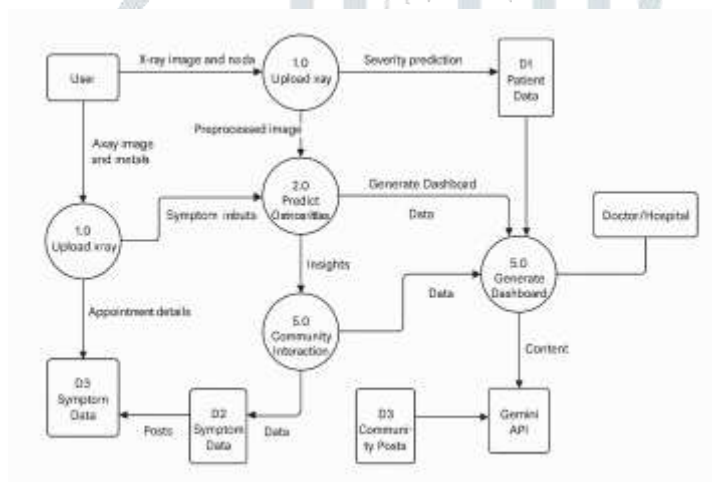 X-ray image and noda
User
1.0
Upload xay
Severity prediction
D1
Patient
Data
Preprocessed image
Axay image
and metals
2.0
Predict
Generate Dashboard
Data
Symptom inbuts
1.0
Upload xray
Doctor/Hospital
Insights
5.0
Generate
Dashboard
Data
Appointment details
5.0
Community
Interaction
Content
D3
Symptom
Data
Posts
D2
Symptom
Data
Data
D3
Communi-
ty Posts
Gemini
API